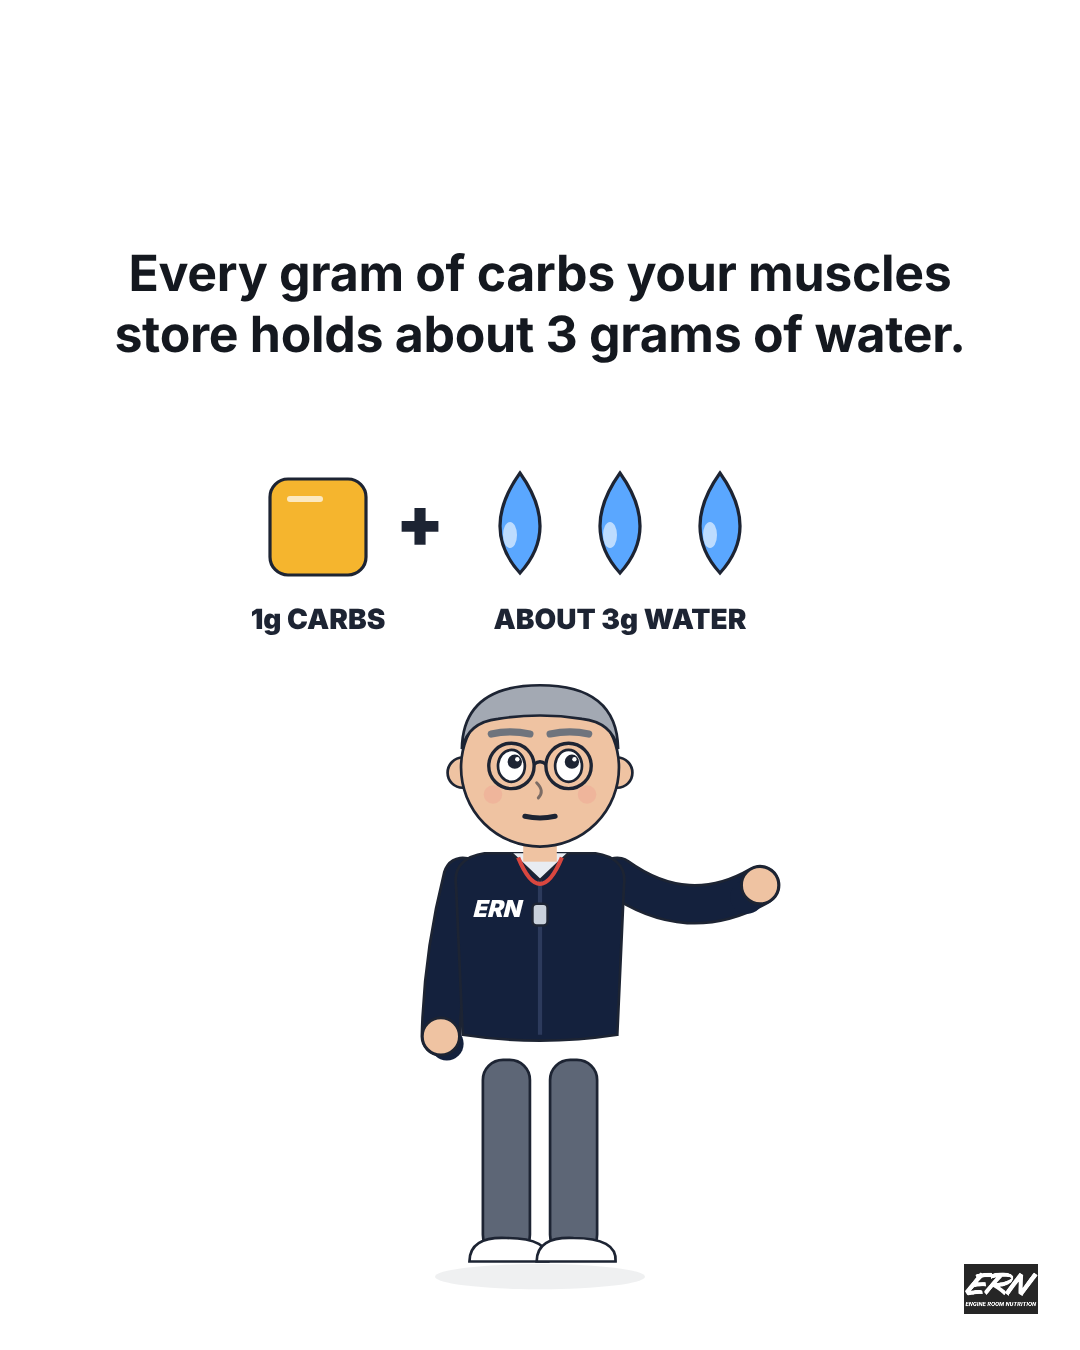 Every gram of carbs your muscles
store holds about 3 grams of water.
1g CARBS
ABOUT 3g WATER
ERN
ERN
ENGINE ROOM NUTRITION